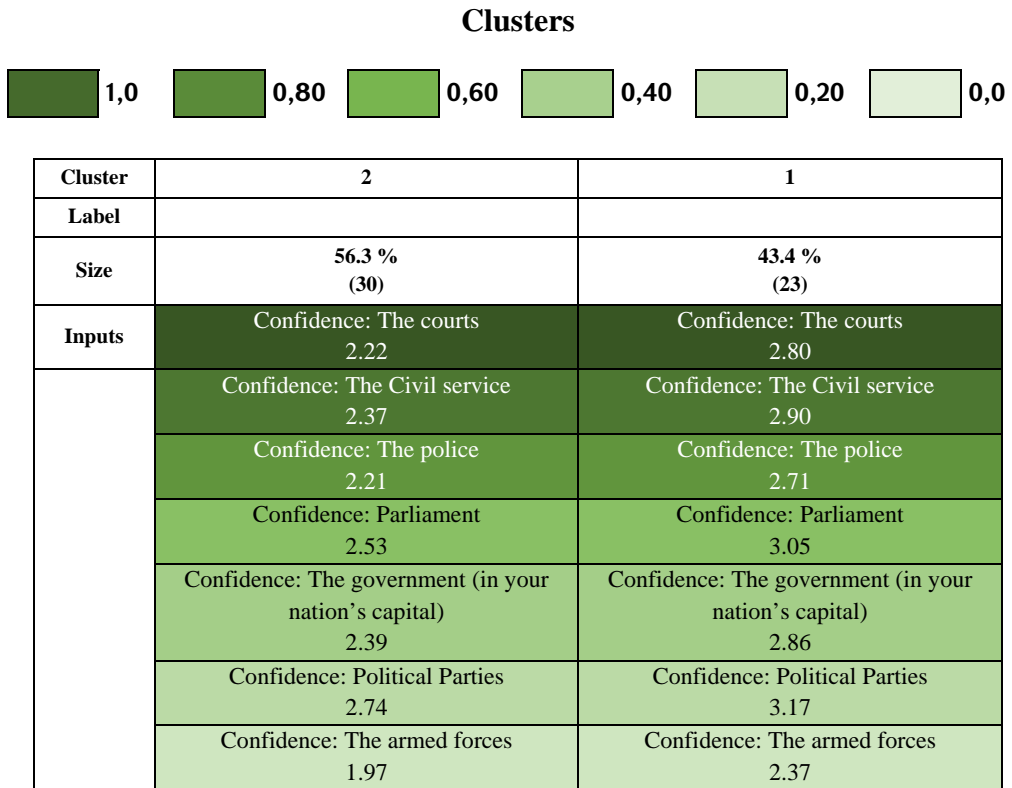 Clusters
1,0 0,80 0,60 0,40 0,20 0,0
Cluster 2 1
Label
Size 56.3 % 43.4 %
(30) (23)
Inputs Confidence: The courts Confidence: The courts
2.22 2.80
Confidence: The Civil service Confidence: The Civil service
2.37 2.90
Confidence: The police Confidence: The police
2.21 2.71
Confidence: Parliament Confidence: Parliament
2.53 3.05
Confidence: The government (in your Confidence: The government (in your
nation’s capital) nation’s capital)
2.39 2.86
Confidence: Political Parties Confidence: Political Parties
2.74 3.17
Confidence: The armed forces Confidence: The armed forces
1.97 2.37